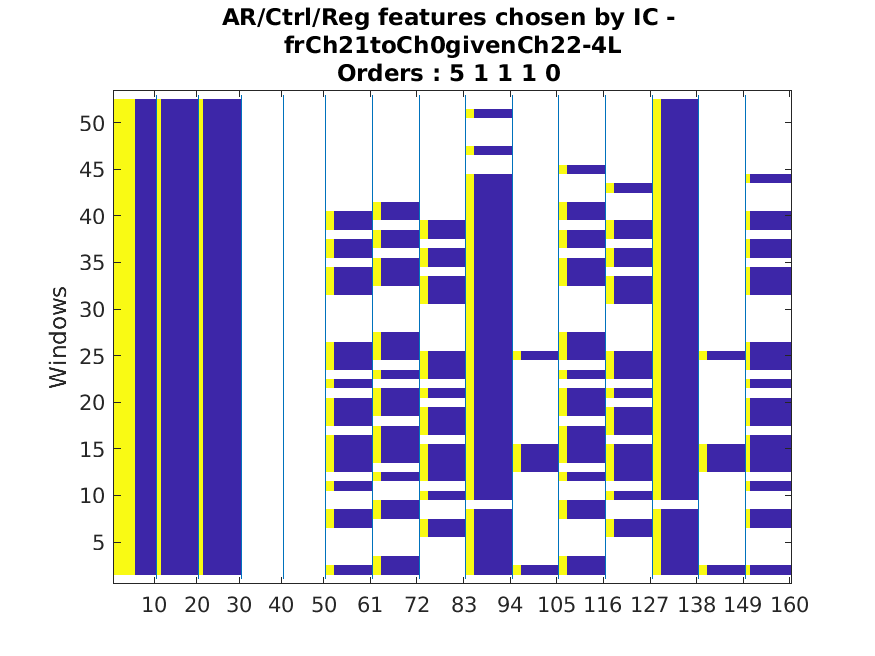 AR/Ctrl/Reg features chosen by IC -
frCh21toCh0givenCh22-4L
Orders : 5 1 1 1 0
50
45
40
35
30
25
20
15
10
5
Windows
10 20 30 40 50 61 72 83 94 105 116 127 138 149 160